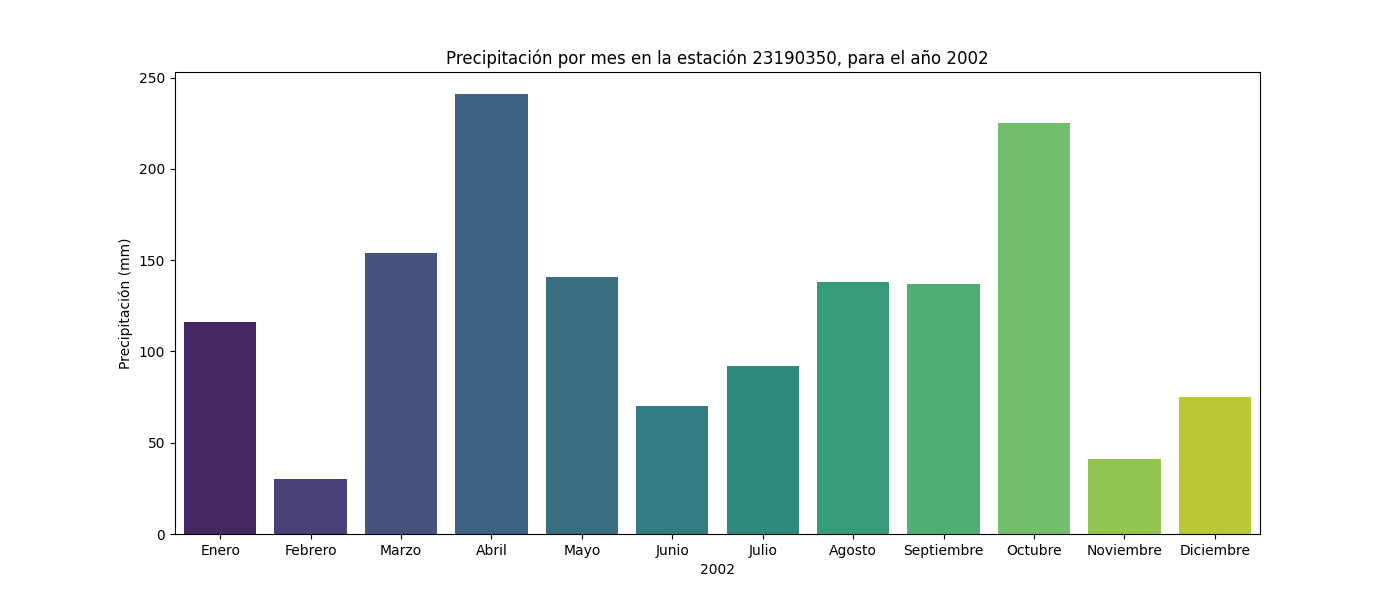 Precipitación por mes en la estación 23190350, para el año 2002
Precipitación (mm)
250
200
150
100
50
0
Enero Febrero Marzo Abril Mayo Junio Julio Agosto Septiembre Octubre Noviembre Diciembre
2002